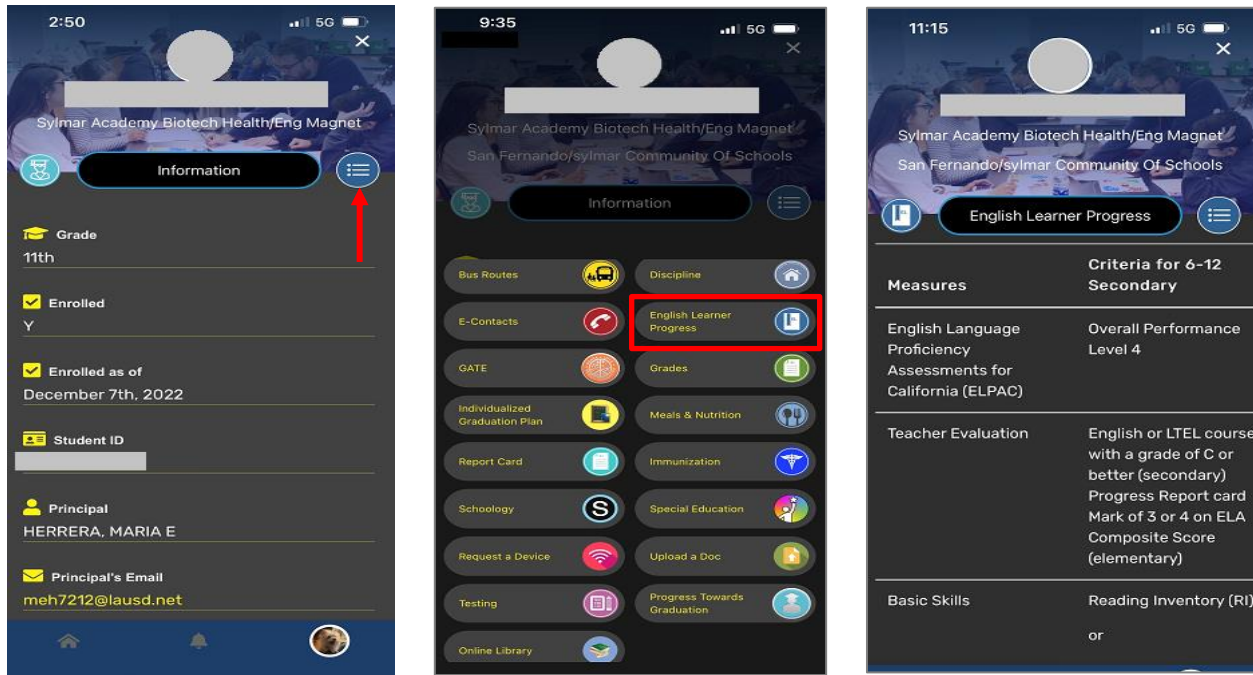 2:50
5G
Sylmar Academy Biotech Health/Eng Magnet
Information
Grade
11th
Enrolled
Y
Enrolled as of
December 7th, 2022
Student ID
Principal
HERRERA, MARIA E
Principal's Email
meh7212@lausd.net
9:35
5G
Sylmar Academy Biotech Health/Eng Magnet
San Fernando/sylmar Community Of Schools
Information
Bus Routes
Discipline
E-Contacts
English Learner
Progress
GATE
Grades
Individualized
Graduation Plan
Meals & Nutrition
Report Card
Immunization
Schoology
S
Special Education
Request a Device
Upload a Doc
Testing
Progress Towards
Graduation
Online Library
11:15
5G
Sylmar Academy Biotech Health/Eng Magnet
San Fernando/sylmar Community Of Schools
English Learner Progress
Measures
Criteria for 6-12
Secondary
English Language
Proficiency
Assessments for
California (ELPAC)
Overall Performance
Level 4
Teacher Evaluation
English or LTEL course
with a grade of C or
better (secondary)
Progress Report card
Mark of 3 or 4 on ELA
Composite Score
(elementary)
Basic Skills
Reading Inventory (RI)
or